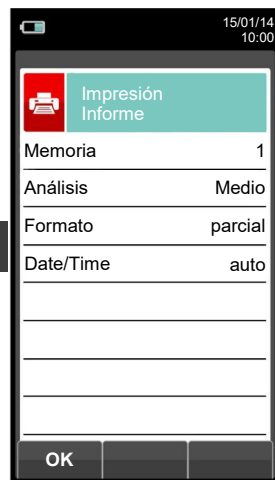 15/01/14
10:00
Impresión
Informe
Memoria 1
Análisis Medio
Formato parcial
Date/Time auto
OK